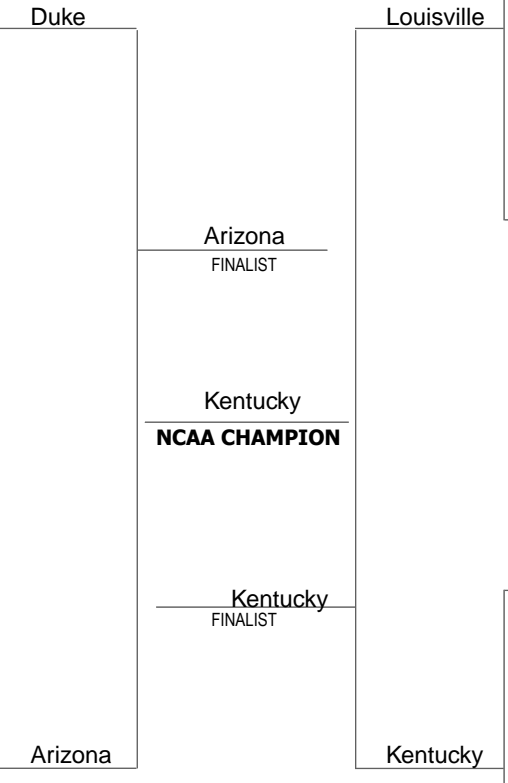 Duke
Louisville
Arizona
FINALIST
Kentucky
NCAA CHAMPION
Kentucky
FINALIST
Arizona
Kentucky